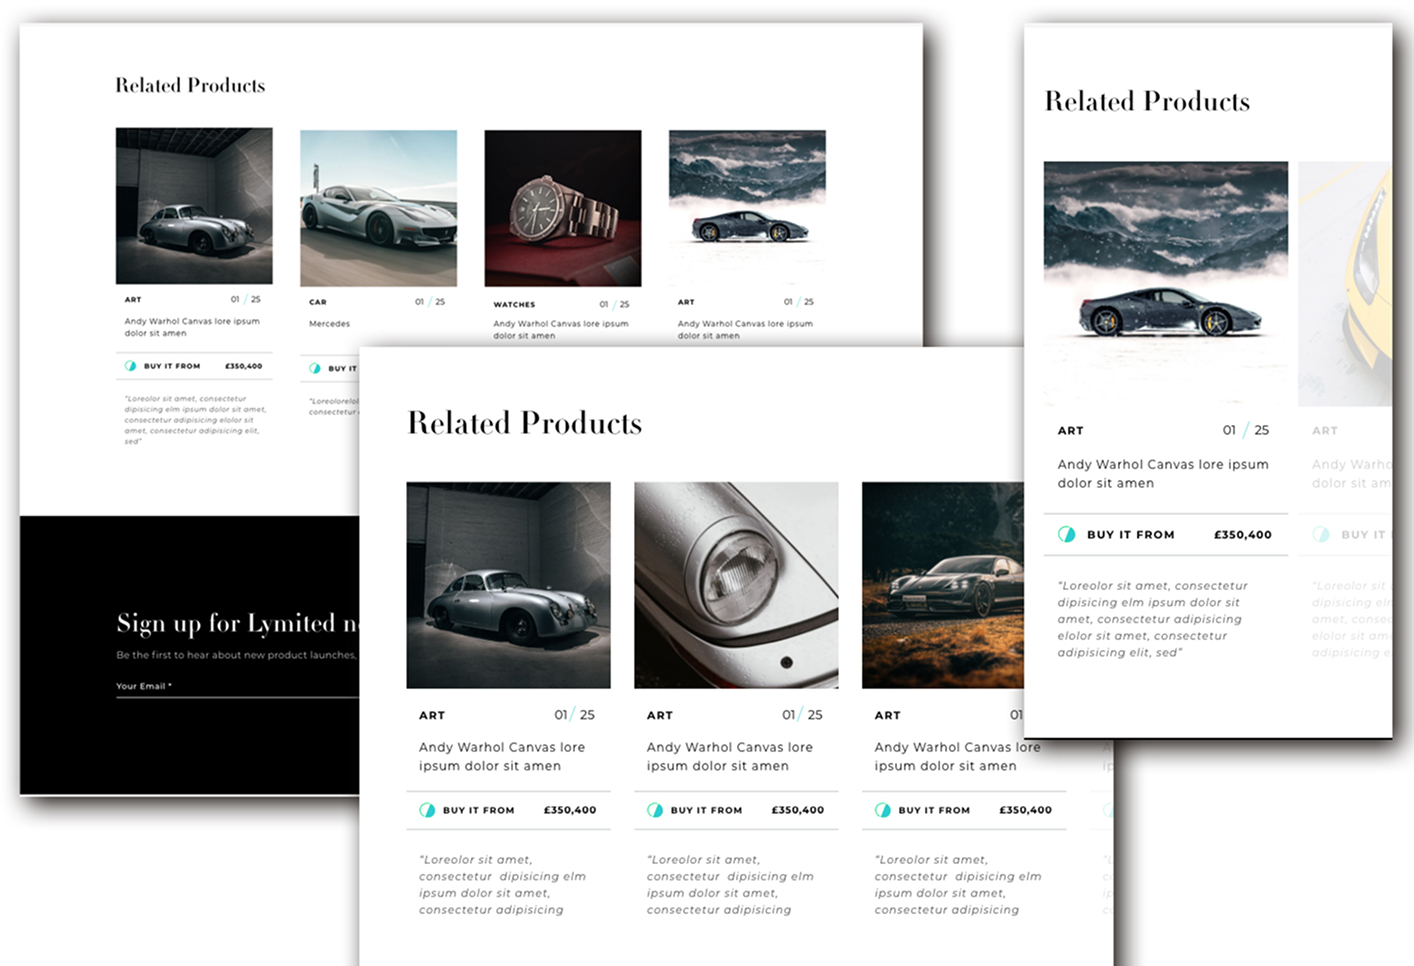 Related Products
ART 01 / 25
Andy Warhol Canvas lore ipsum
dolor sit amen
BUY IT FROM £350,400
"Loreolor sit amet, consectetur
dipisicing elm ipsum dolor sit amet,
consectetur adipisicing elolor sit
amet, consectetur adipisicing elit,
sed"
CAR 01 / 25
Mercedes
BUY IT
consectetur
WATCHES 01 / 25
Andy Warhol Canvas lore ipsum
dolor sit amen
ART 01 / 25
Andy Warhol Canvas lore ipsum
dolor sit amen
Sign up for Lymited
Be the first to hear about new product launches,
Your Email *
Related Products
ART 01 / 25
Andy Warhol Canvas lore
ipsum dolor sit amen
BUY IT FROM £350,400
"Loreolor sit amet,
consectetur dipisicing elm
ipsum dolor sit amet,
consectetur adipisicing
ART 01 / 25
Andy Warhol Canvas lore
ipsum dolor sit amen
BUY IT FROM £350,400
"Loreolor sit amet,
consectetur dipisicing elm
ipsum dolor sit amet,
consectetur adipisicing
ART 01
Andy Warhol Canvas lore
ipsum dolor sit amen
BUY IT FROM £350,400
"Loreolor sit amet,
consectetur dipisicing elm
ipsum dolor sit amet,
consectetur adipisicing
Related Products
ART 01 / 25
Andy Warhol Canvas lore ipsum
dolor sit amen
BUY IT FROM £350,400
"Loreolor sit amet, consectetur
dipisicing elm ipsum dolor sit
amet, consectetur adipisicing
elolor sit amet, consectetur
adipisicing elit, sed"
ART
Andy Warho
dolor sit am
BUY IT
"Loreolor sit
dipisicing el
amet, consec
elolor sit am
adipisicing e